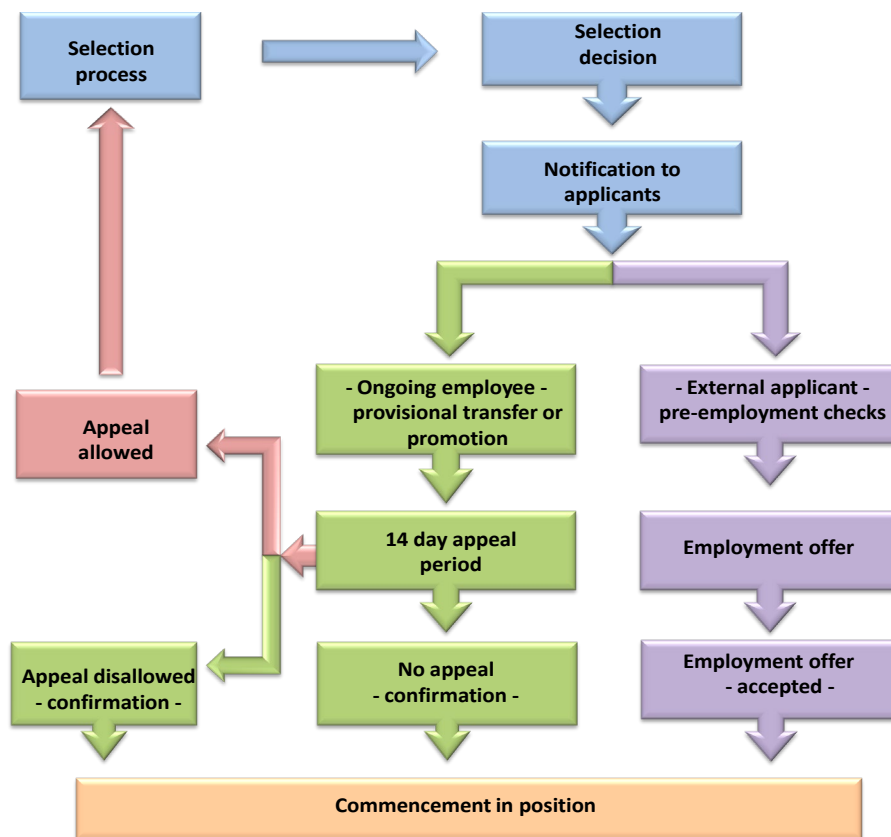 Selection
process
Selection
decision
Notification to
applicants
- Ongoing employee -
provisional transfer or
promotion
- External applicant -
pre-employment checks
Appeal
allowed
14 day appeal
period
Employment offer
Appeal disallowed
- confirmation -
No appeal
- confirmation -
Employment offer
- accepted -
Commencement in position